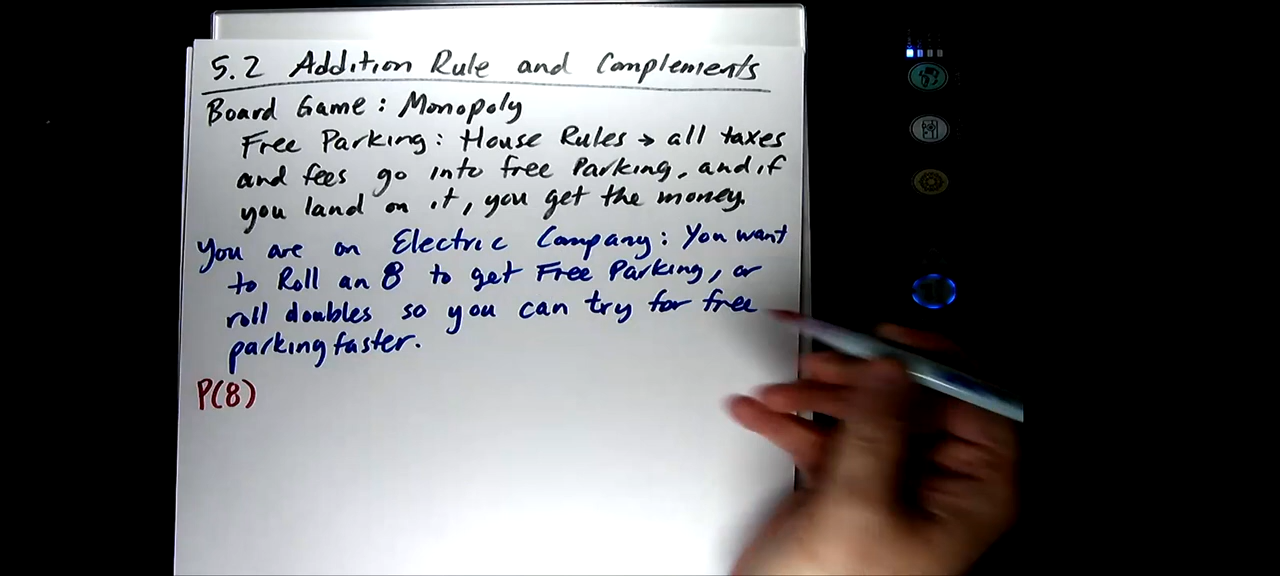 5.2 Addition Rule and Complements
Board Game: Monopoly
Free Parking: House Rules → all taxes
and fees go into free Parking, and if
you land on it, you get the money.
You are on Electric Company: You want
to Roll an 8 to get Free Parking, or
roll doubles so you can try for free
parking faster.
P(8)